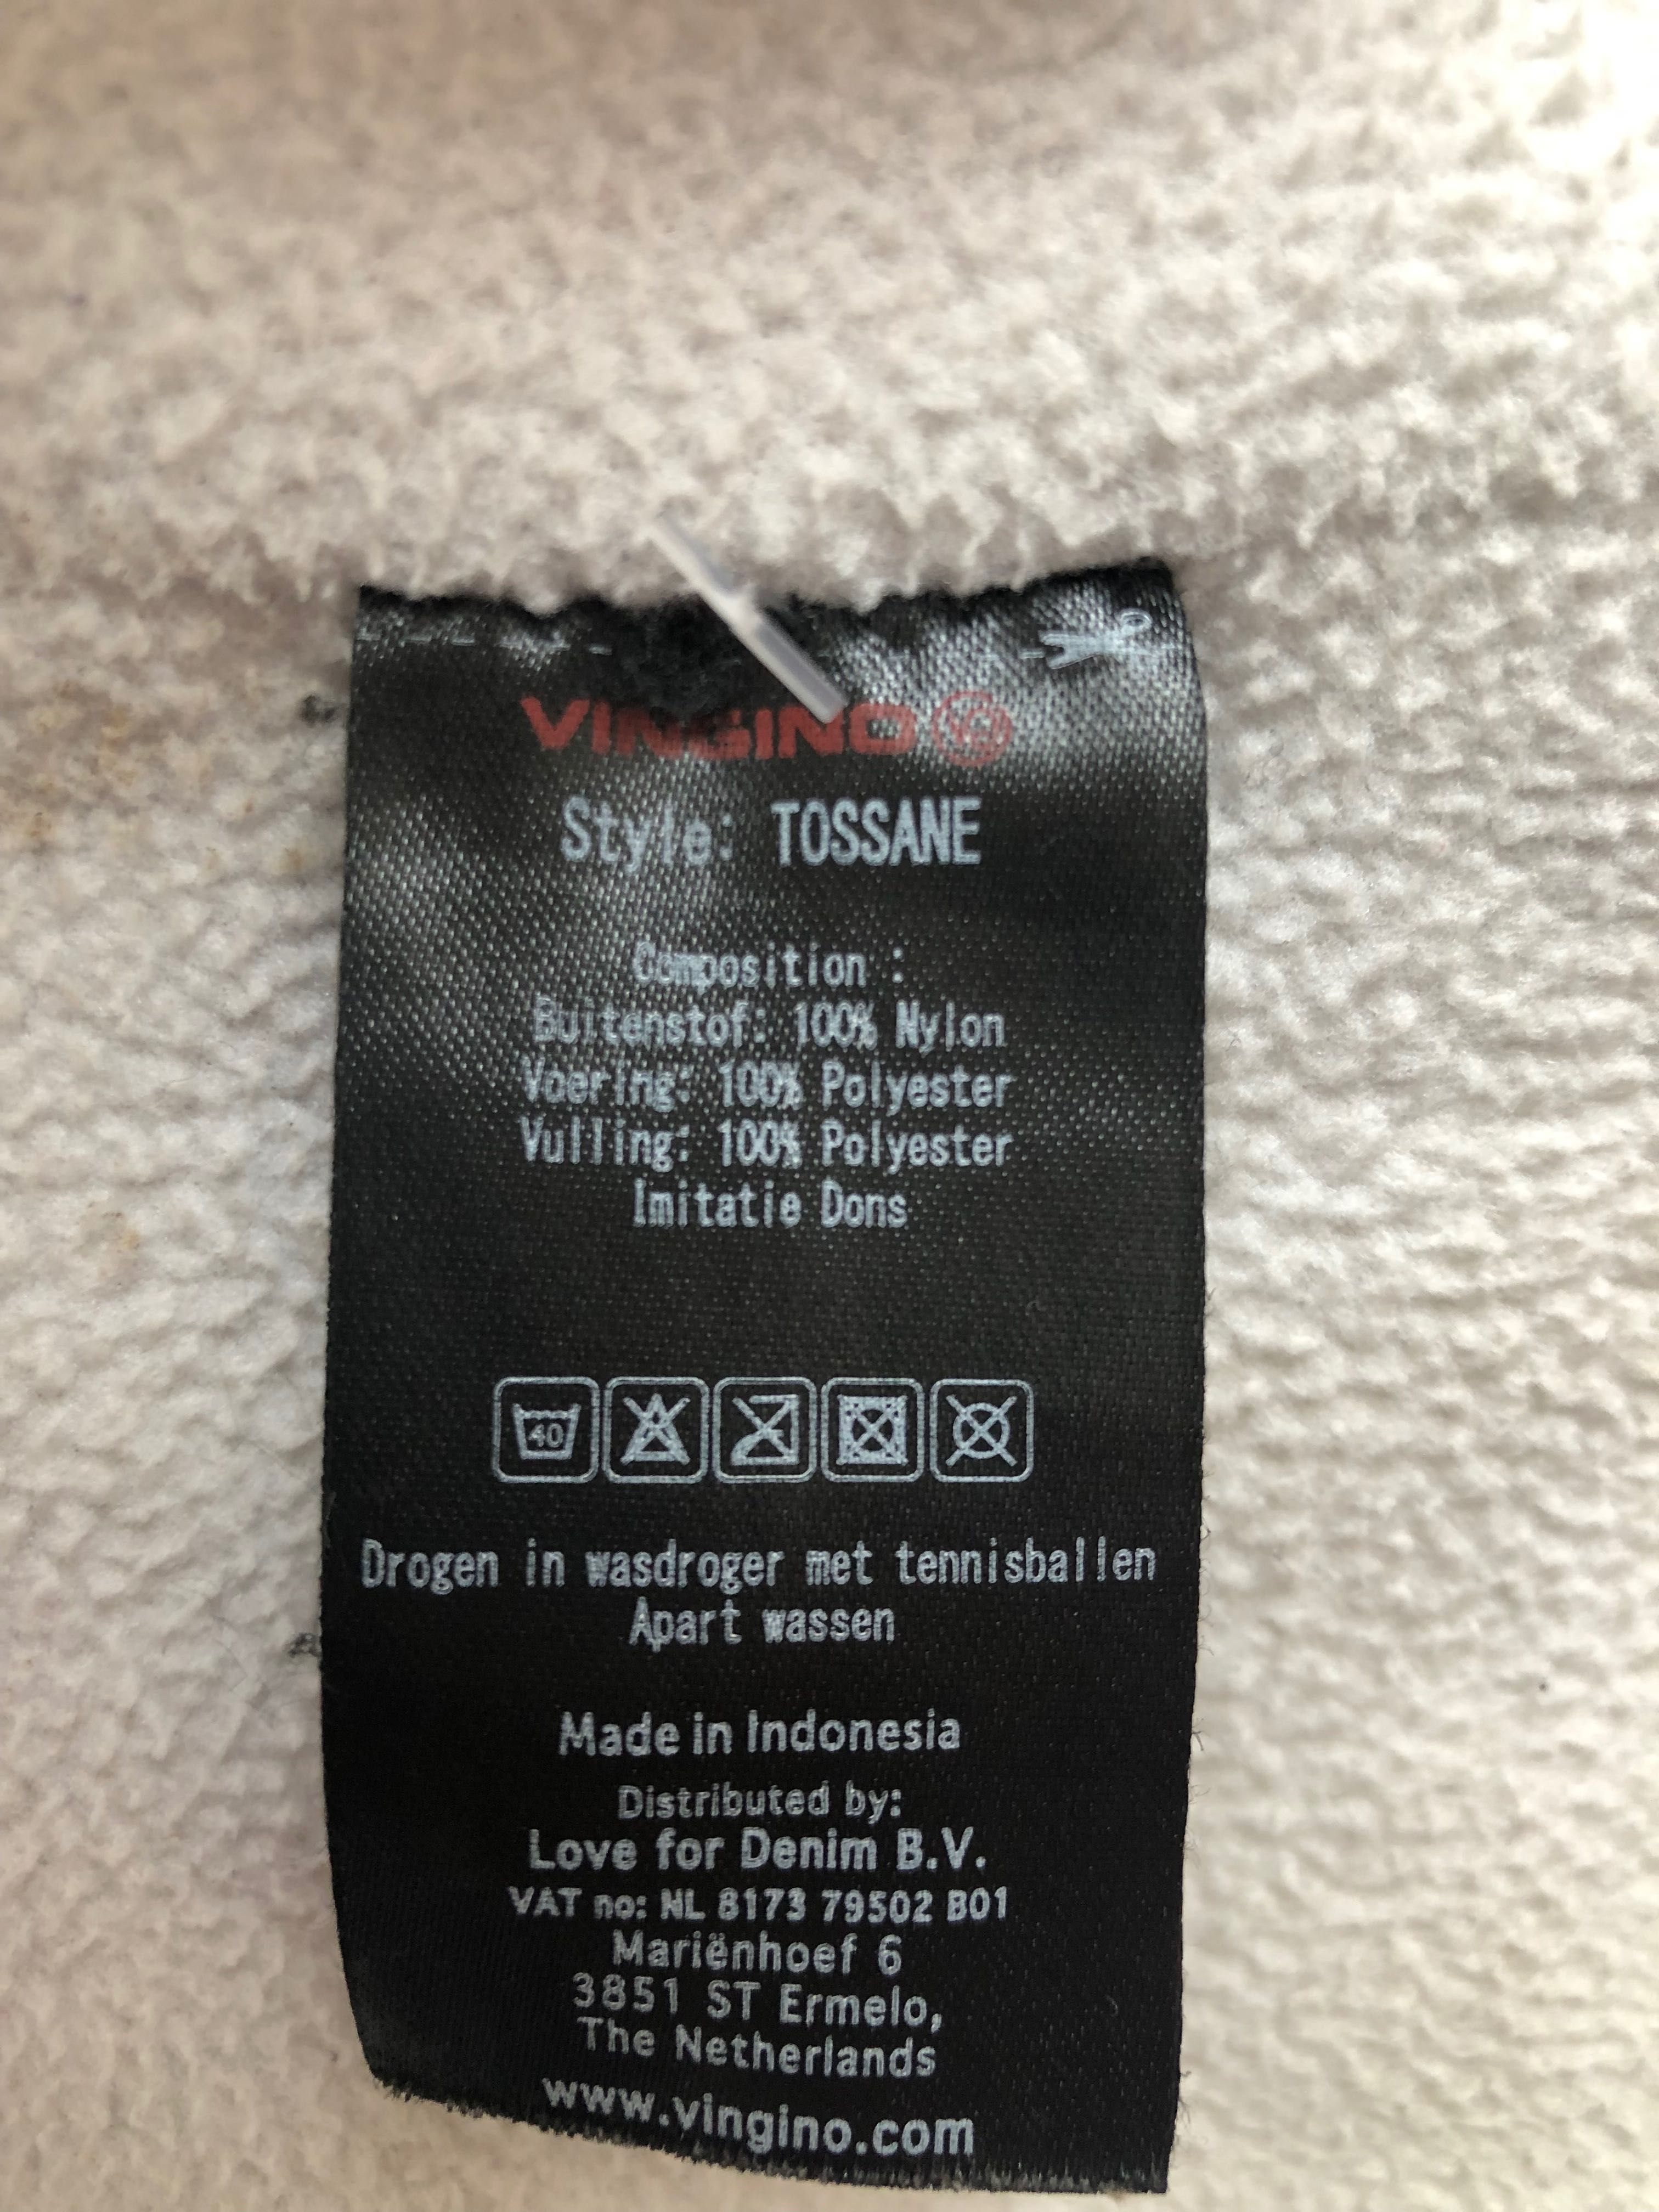 VINGINO
Style: TOSSANE
Composition :
Buitenstof: 100% Nylon
Voering: 100% Polyester
Vulling: 100% Polyester
Imitatie Dons
40
Drogen in wasdroger met tennisballen
Apart wassen
Made in Indonesia
Distributed by:
Love for Denim B.V.
VAT no: NL 8173 79502 B01
Mariënhoef 6
3851 ST Ermelo,
The Netherlands
www.vingino.com